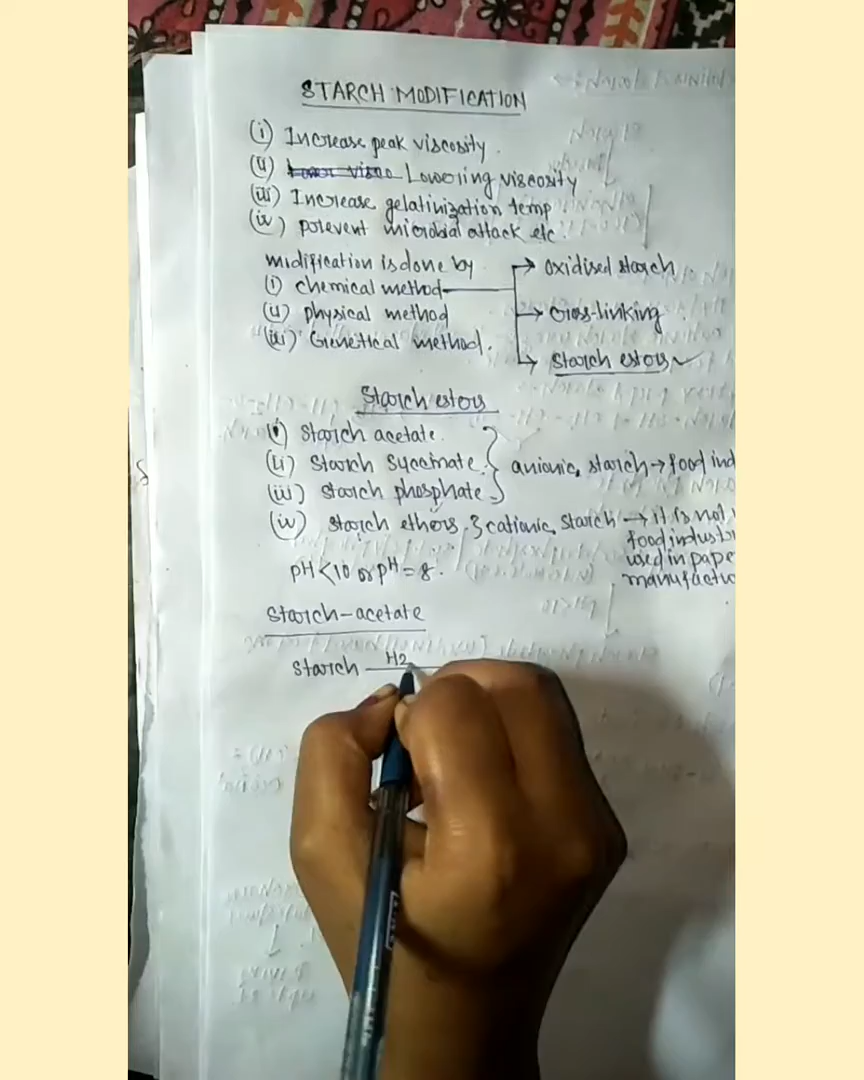 STARCH MODIFICATION
(i) Increase peak viscosity.
(ii) Lowering viscosity
(iii) Increase gelatinization temp
(iv) prevent microbial attack etc.
midification is done by
(i) chemical method
(ii) physical method
(iii) Genetical method.
→ oxidised starch
→ cross-linking
→ starch esters ✓
Starch esters
(i) starch acetate.
(ii) starch succinate.
(iii) starch phosphate
} anionic starch → food ind
(iv) starch ethers } cationic starch → it is not
food industr
used in pape
manufactu
pH < 10 or pH = 8.
Starch-acetate
starch H2